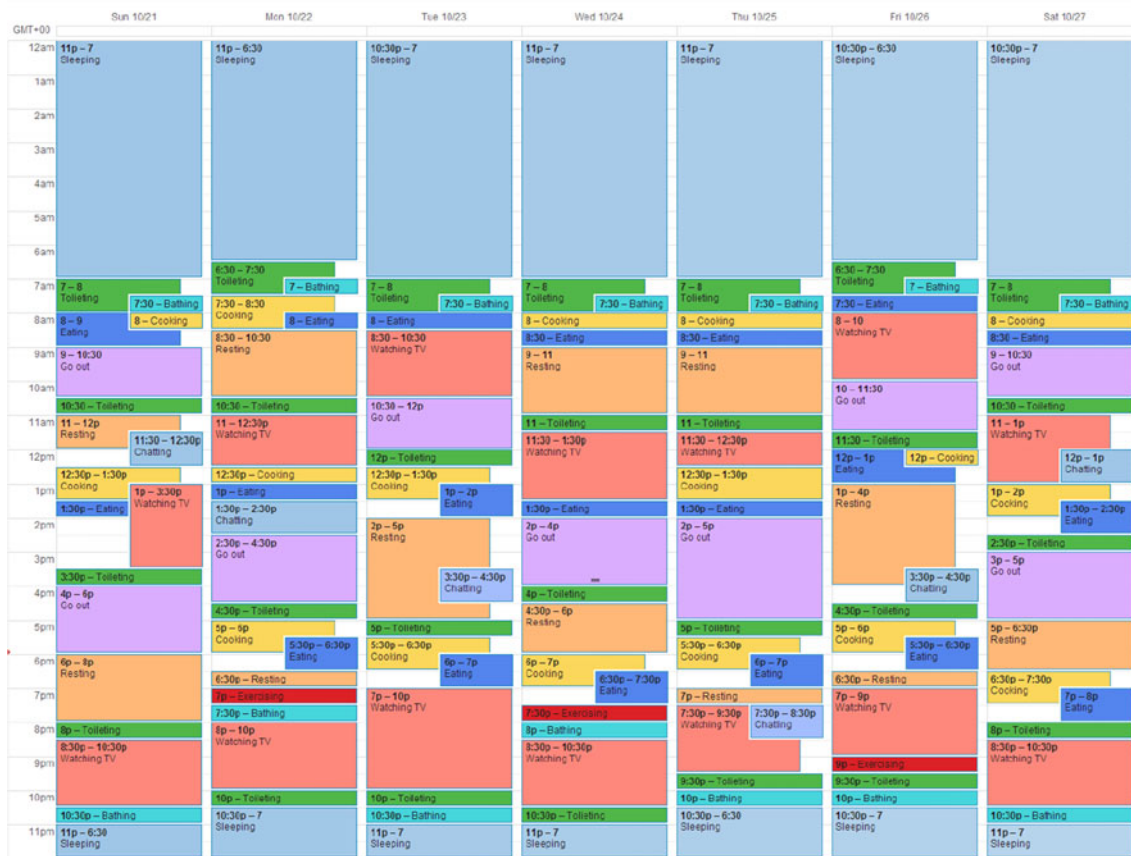 Sun 10/21
Mon 10/22
Tue 10/23
Wed 10/24
Thu 10/25
Fri 10/26
Sat 10/27
GMT+00
12am
1am
2am
3am
4am
5am
6am
7am
8am
9am
10am
11am
12pm
1pm
2pm
3pm
4pm
5pm
6pm
7pm
8pm
9pm
10pm
11pm
11p – 7
Sleeping
7 – 8
Toileting
7:30 – Bathing
8 – 9
Eating
8 – Cooking
9 – 10:30
Go out
10:30 – Toileting
11 – 12p
Resting
11:30 – 12:30p
Chatting
12:30p – 1:30p
Cooking
1p – 3:30p
Watching TV
1:30p – Eating
3:30p – Toileting
4p – 6p
Go out
6p – 8p
Resting
8p – Toileting
8:30p – 10:30p
Watching TV
10:30p – Bathing
11p – 6:30
Sleeping
11p – 6:30
Sleeping
6:30 – 7:30
Toileting
7 – Bathing
7:30 – 8:30
Cooking
8 – Eating
8:30 – 10:30
Resting
10:30 – Toileting
11 – 12:30p
Watching TV
12:30p – Cooking
1p – Eating
1:30p – 2:30p
Chatting
2:30p – 4:30p
Go out
4:30p – Toileting
5p – 6p
Cooking
5:30p – 6:30p
Eating
6:30p – Resting
7p – Exercising
7:30p – Bathing
8p – 10p
Watching TV
10p – Toileting
10:30p – 7
Sleeping
10:30p – 7
Sleeping
7 – 8
Toileting
7:30 – Bathing
8 – Eating
8:30 – 10:30
Watching TV
10:30 – 12p
Go out
12p – Toileting
12:30p – 1:30p
Cooking
1p – 2p
Eating
2p – 5p
Resting
3:30p – 4:30p
Chatting
5p – Toileting
5:30p – 6:30p
Cooking
6p – 7p
Eating
7p – 10p
Watching TV
10p – Toileting
10:30p – Bathing
11p – 7
Sleeping
11p – 7
Sleeping
7 – 8
Toileting
7:30 – Bathing
8 – Cooking
8:30 – Eating
9 – 11
Resting
11 – Toileting
11:30 – 1:30p
Watching TV
1:30p – Eating
2p – 4p
Go out
4p – Toileting
4:30p – 6p
Resting
6p – 7p
Cooking
6:30p – 7:30p
Eating
7:30p – Exercising
8p – Bathing
8:30p – 10:30p
Watching TV
10:30p – Toileting
11p – 7
Sleeping
11p – 7
Sleeping
7 – 8
Toileting
7:30 – Bathing
8 – Cooking
8:30 – Eating
9 – 11
Resting
11 – Toileting
11:30 – 12:30p
Watching TV
12:30p – 1:30p
Cooking
1:30p – Eating
2p – 5p
Go out
5p – Toileting
5:30p – 6:30p
Cooking
6p – 7p
Eating
7p – Resting
7:30p – 9:30p
Watching TV
7:30p – 8:30p
Chatting
9:30p – Toileting
10p – Bathing
10:30p – 6:30
Sleeping
10:30p – 6:30
Sleeping
6:30 – 7:30
Toileting
7 – Bathing
7:30 – Eating
8 – 10
Watching TV
10 – 11:30
Go out
11:30 – Toileting
12p – 1p
Eating
12p – Cooking
1p – 4p
Resting
3:30p – 4:30p
Chatting
4:30p – Toileting
5p – 6p
Cooking
5:30p – 6:30p
Eating
6:30p – Resting
7p – 9p
Watching TV
9p – Exercising
9:30p – Toileting
10p – Bathing
10:30p – 7
Sleeping
10:30p – 7
Sleeping
7 – 8
Toileting
7:30 – Bathing
8 – Cooking
8:30 – Eating
9 – 10:30
Go out
10:30 – Toileting
11 – 1p
Watching TV
12p – 1p
Chatting
1p – 2p
Cooking
1:30p – 2:30p
Eating
2:30p – Toileting
3p – 5p
Go out
5p – 6:30p
Resting
6:30p – 7:30p
Cooking
7p – 8p
Eating
8p – Toileting
8:30p – 10:30p
Watching TV
10:30p – Bathing
11p – 7
Sleeping